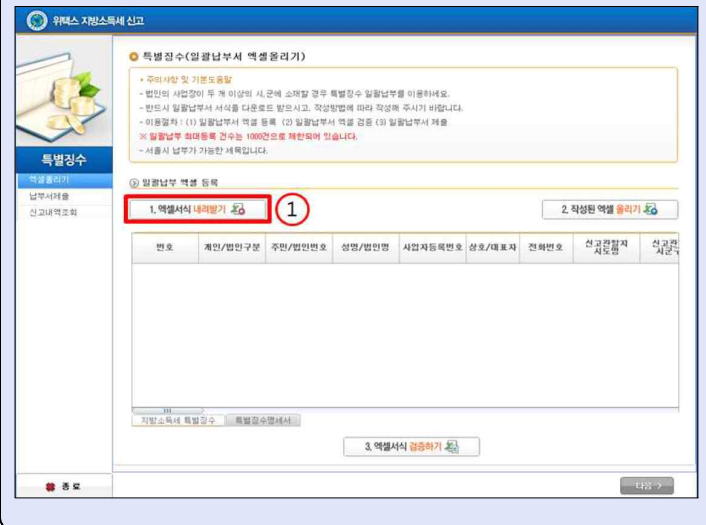 위택스 지방소득세 신고
특별징수(일괄납부서 엑셀올리기)
• 주의사항 및 기본도움말
- 법인의 사업장이 두 개 이상의 시,군에 소재할 경우 특별징수 일괄납부를 이용하세요.
- 반드시 일괄납부서 서식을 다운로드 받으시고, 작성방법에 따라 작성해 주시기 바랍니다.
- 이용절차 : (1) 일괄납부서 엑셀 등록 (2) 일괄납부서 엑셀 검증 (3) 일괄납부서 제출
※ 일괄납부 최대등록 건수는 1000건으로 제한되어 있습니다.
- 서울시 납부가 가능한 세목입니다.
특별징수
엑셀올리기
납부서제출
신고내역조회
일괄납부 엑셀 등록
1. 엑셀서식 내려받기
①
2. 작성된 엑셀 올리기
번호 개인/법인구분 주민/법인번호 성명/법인명 사업자등록번호 상호/대표자 전화번호 신고관할지 시도명 신고관 시군구
지방소득세 특별징수 특별징수명세서
3. 엑셀서식 검증하기
종료
다음 >